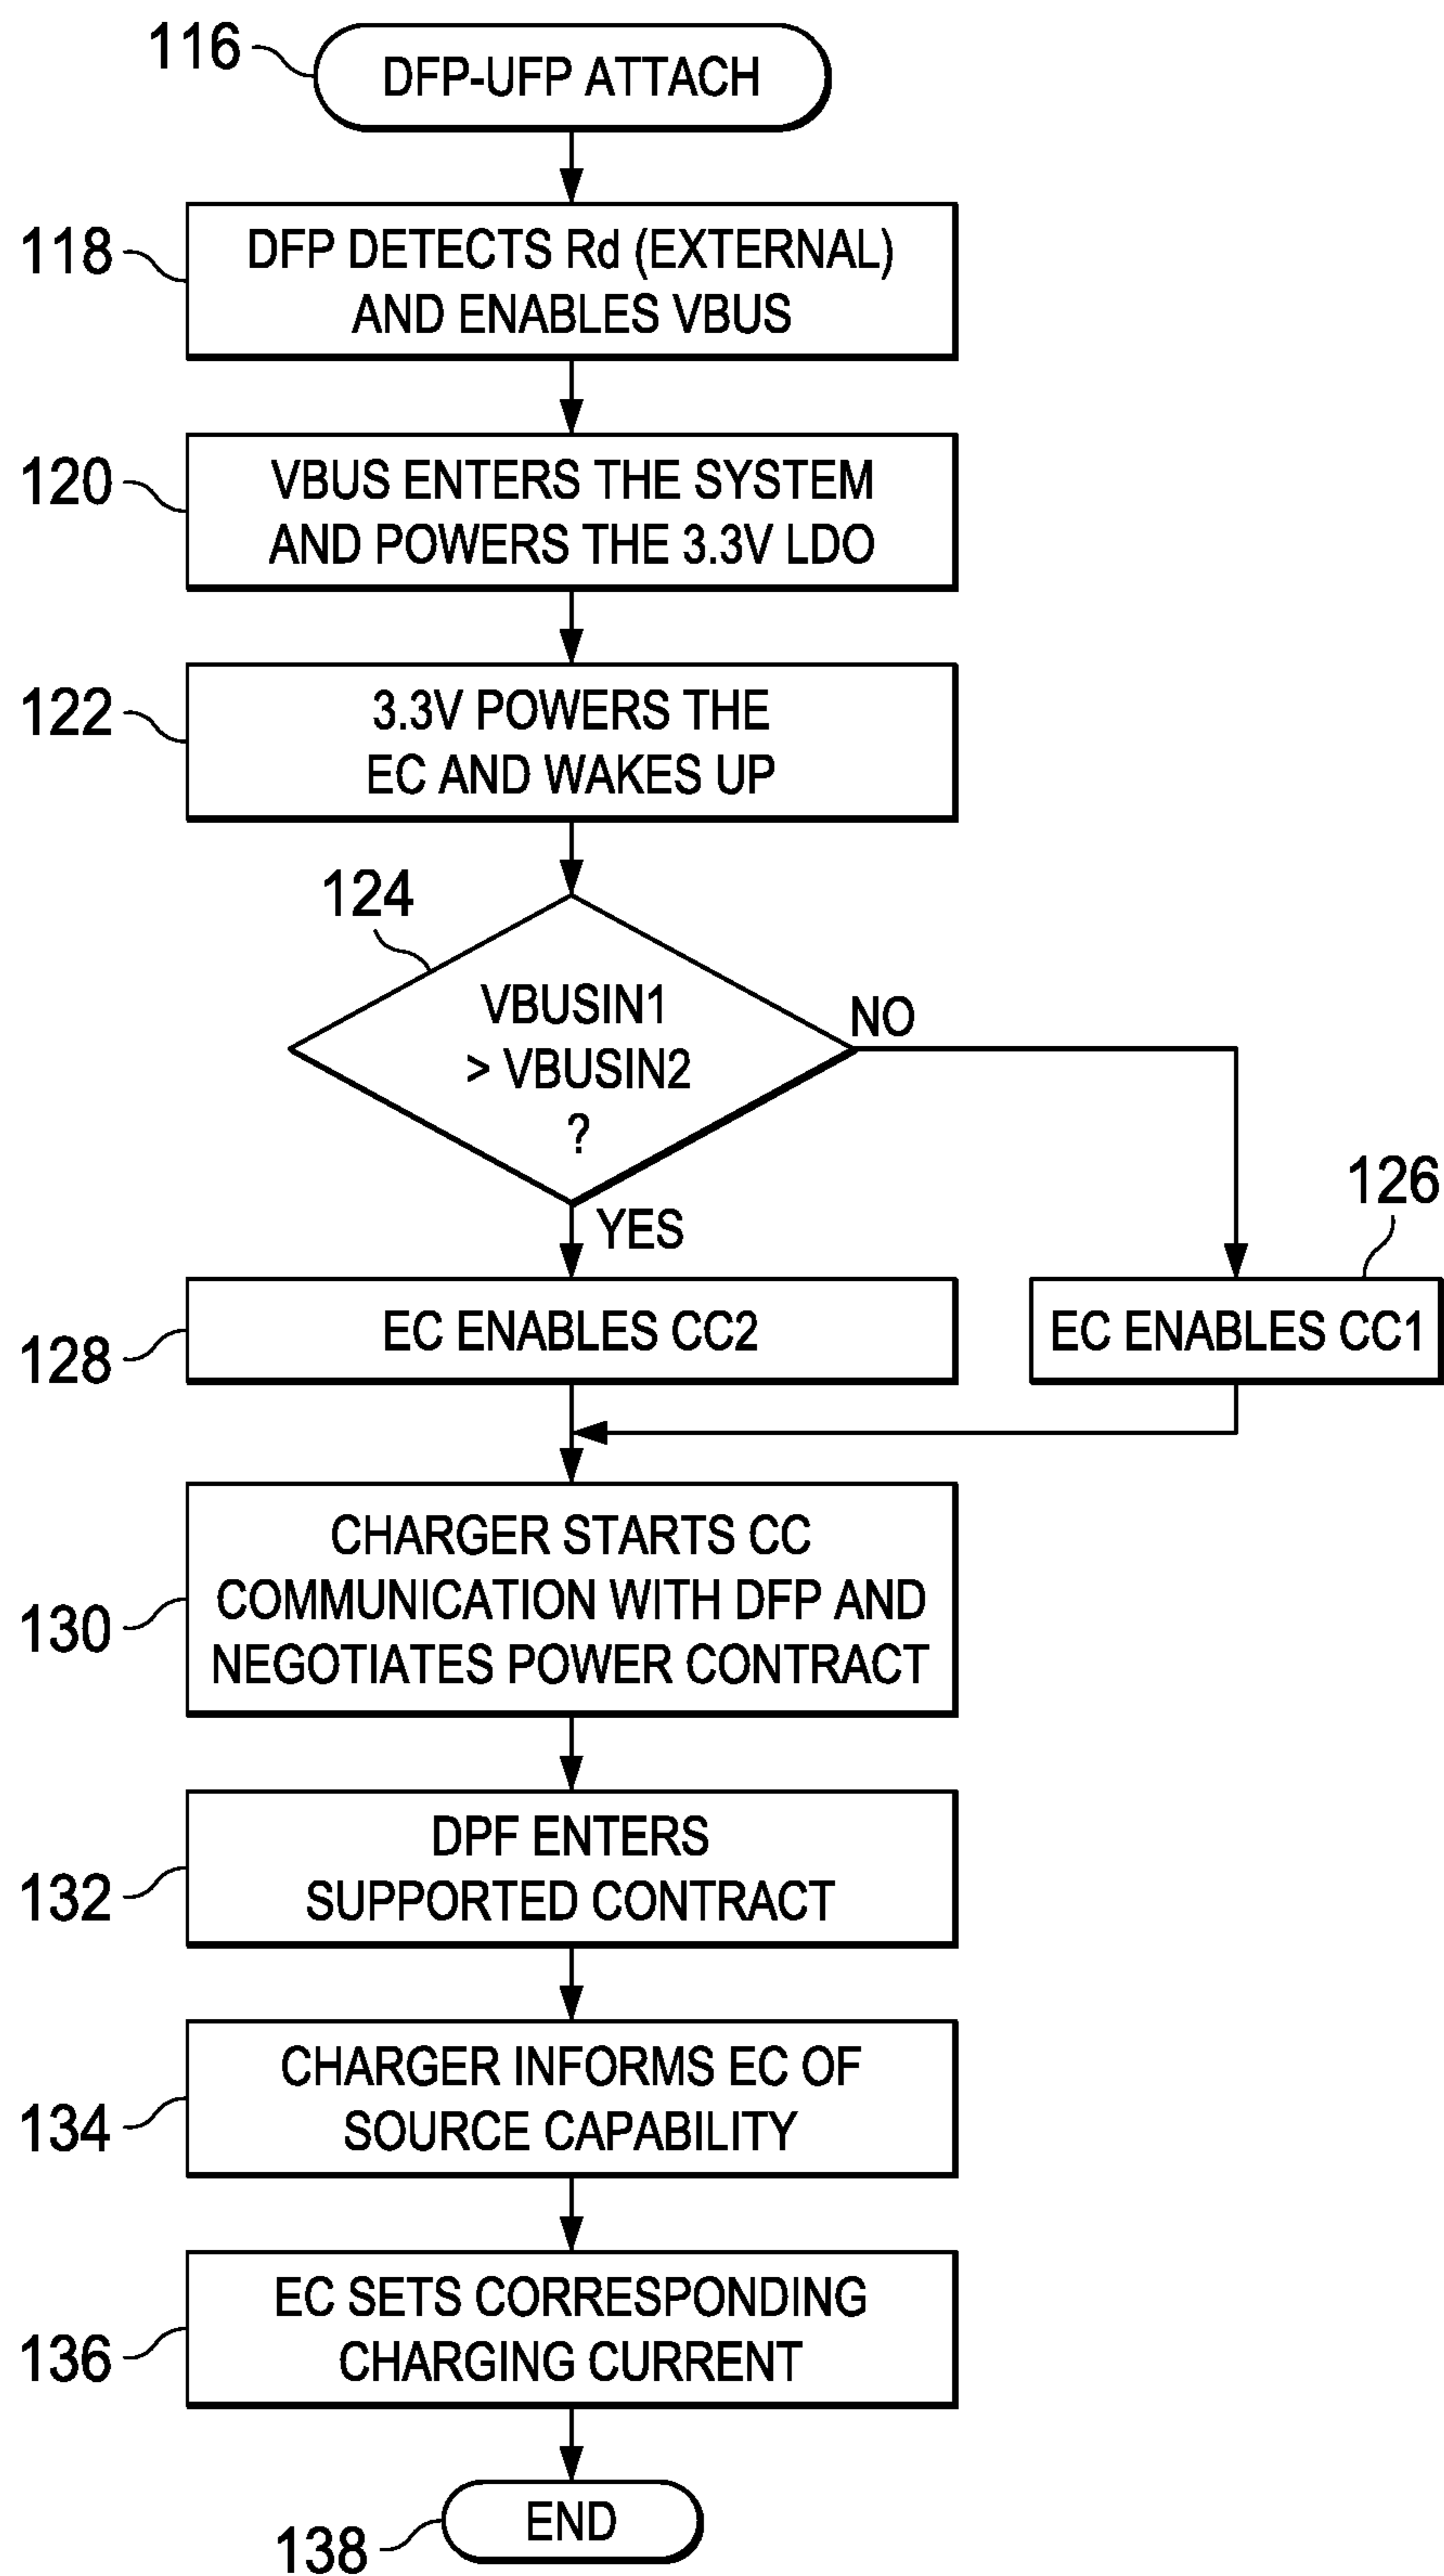 116
DFP-UFP ATTACH
118
DFP DETECTS Rd (EXTERNAL)
AND ENABLES VBUS
120
VBUS ENTERS THE SYSTEM
AND POWERS THE 3.3V LDO
122
3.3V POWERS THE
EC AND WAKES UP
124
VBUSIN1
> VBUSIN2
?
NO
YES
126
128
EC ENABLES CC2
EC ENABLES CC1
130
CHARGER STARTS CC
COMMUNICATION WITH DFP AND
NEGOTIATES POWER CONTRACT
132
DPF ENTERS
SUPPORTED CONTRACT
134
CHARGER INFORMS EC OF
SOURCE CAPABILITY
136
EC SETS CORRESPONDING
CHARGING CURRENT
138
END